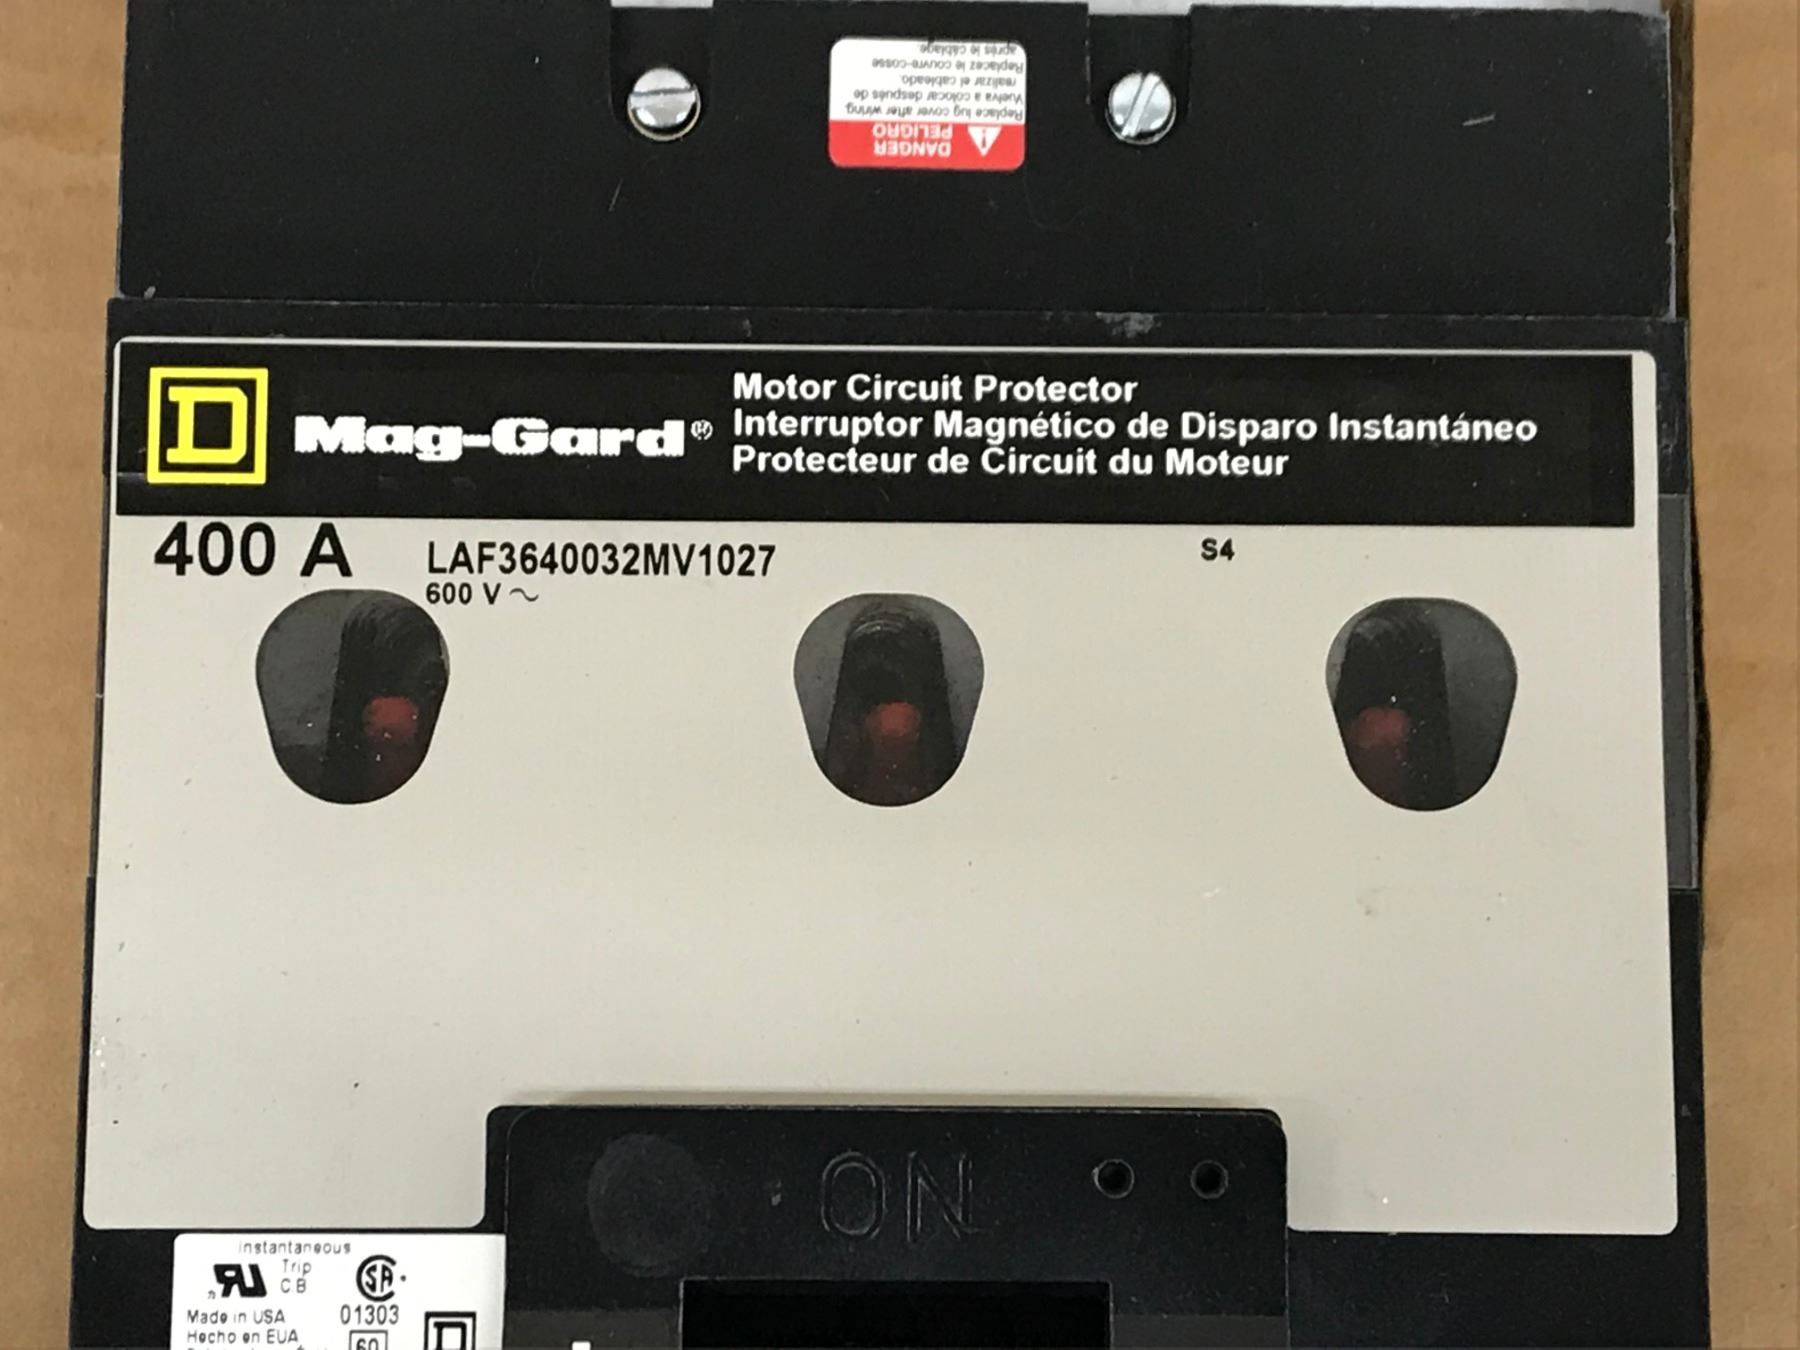 DANGER
PELIGRO
Replace lug cover after wiring.
Vuelva a colocar después de
realizar el cableado.
Replacez le couvre-cosse
après le câblage.
D Mag-Gard®
Motor Circuit Protector
Interruptor Magnético de Disparo Instantáneo
Protecteur de Circuit du Moteur
400 A LAF3640032MV1027 S4
600 V ~
ON
instantaneous
Trip
C B
Made in USA 01303
Hecho en EUA
60